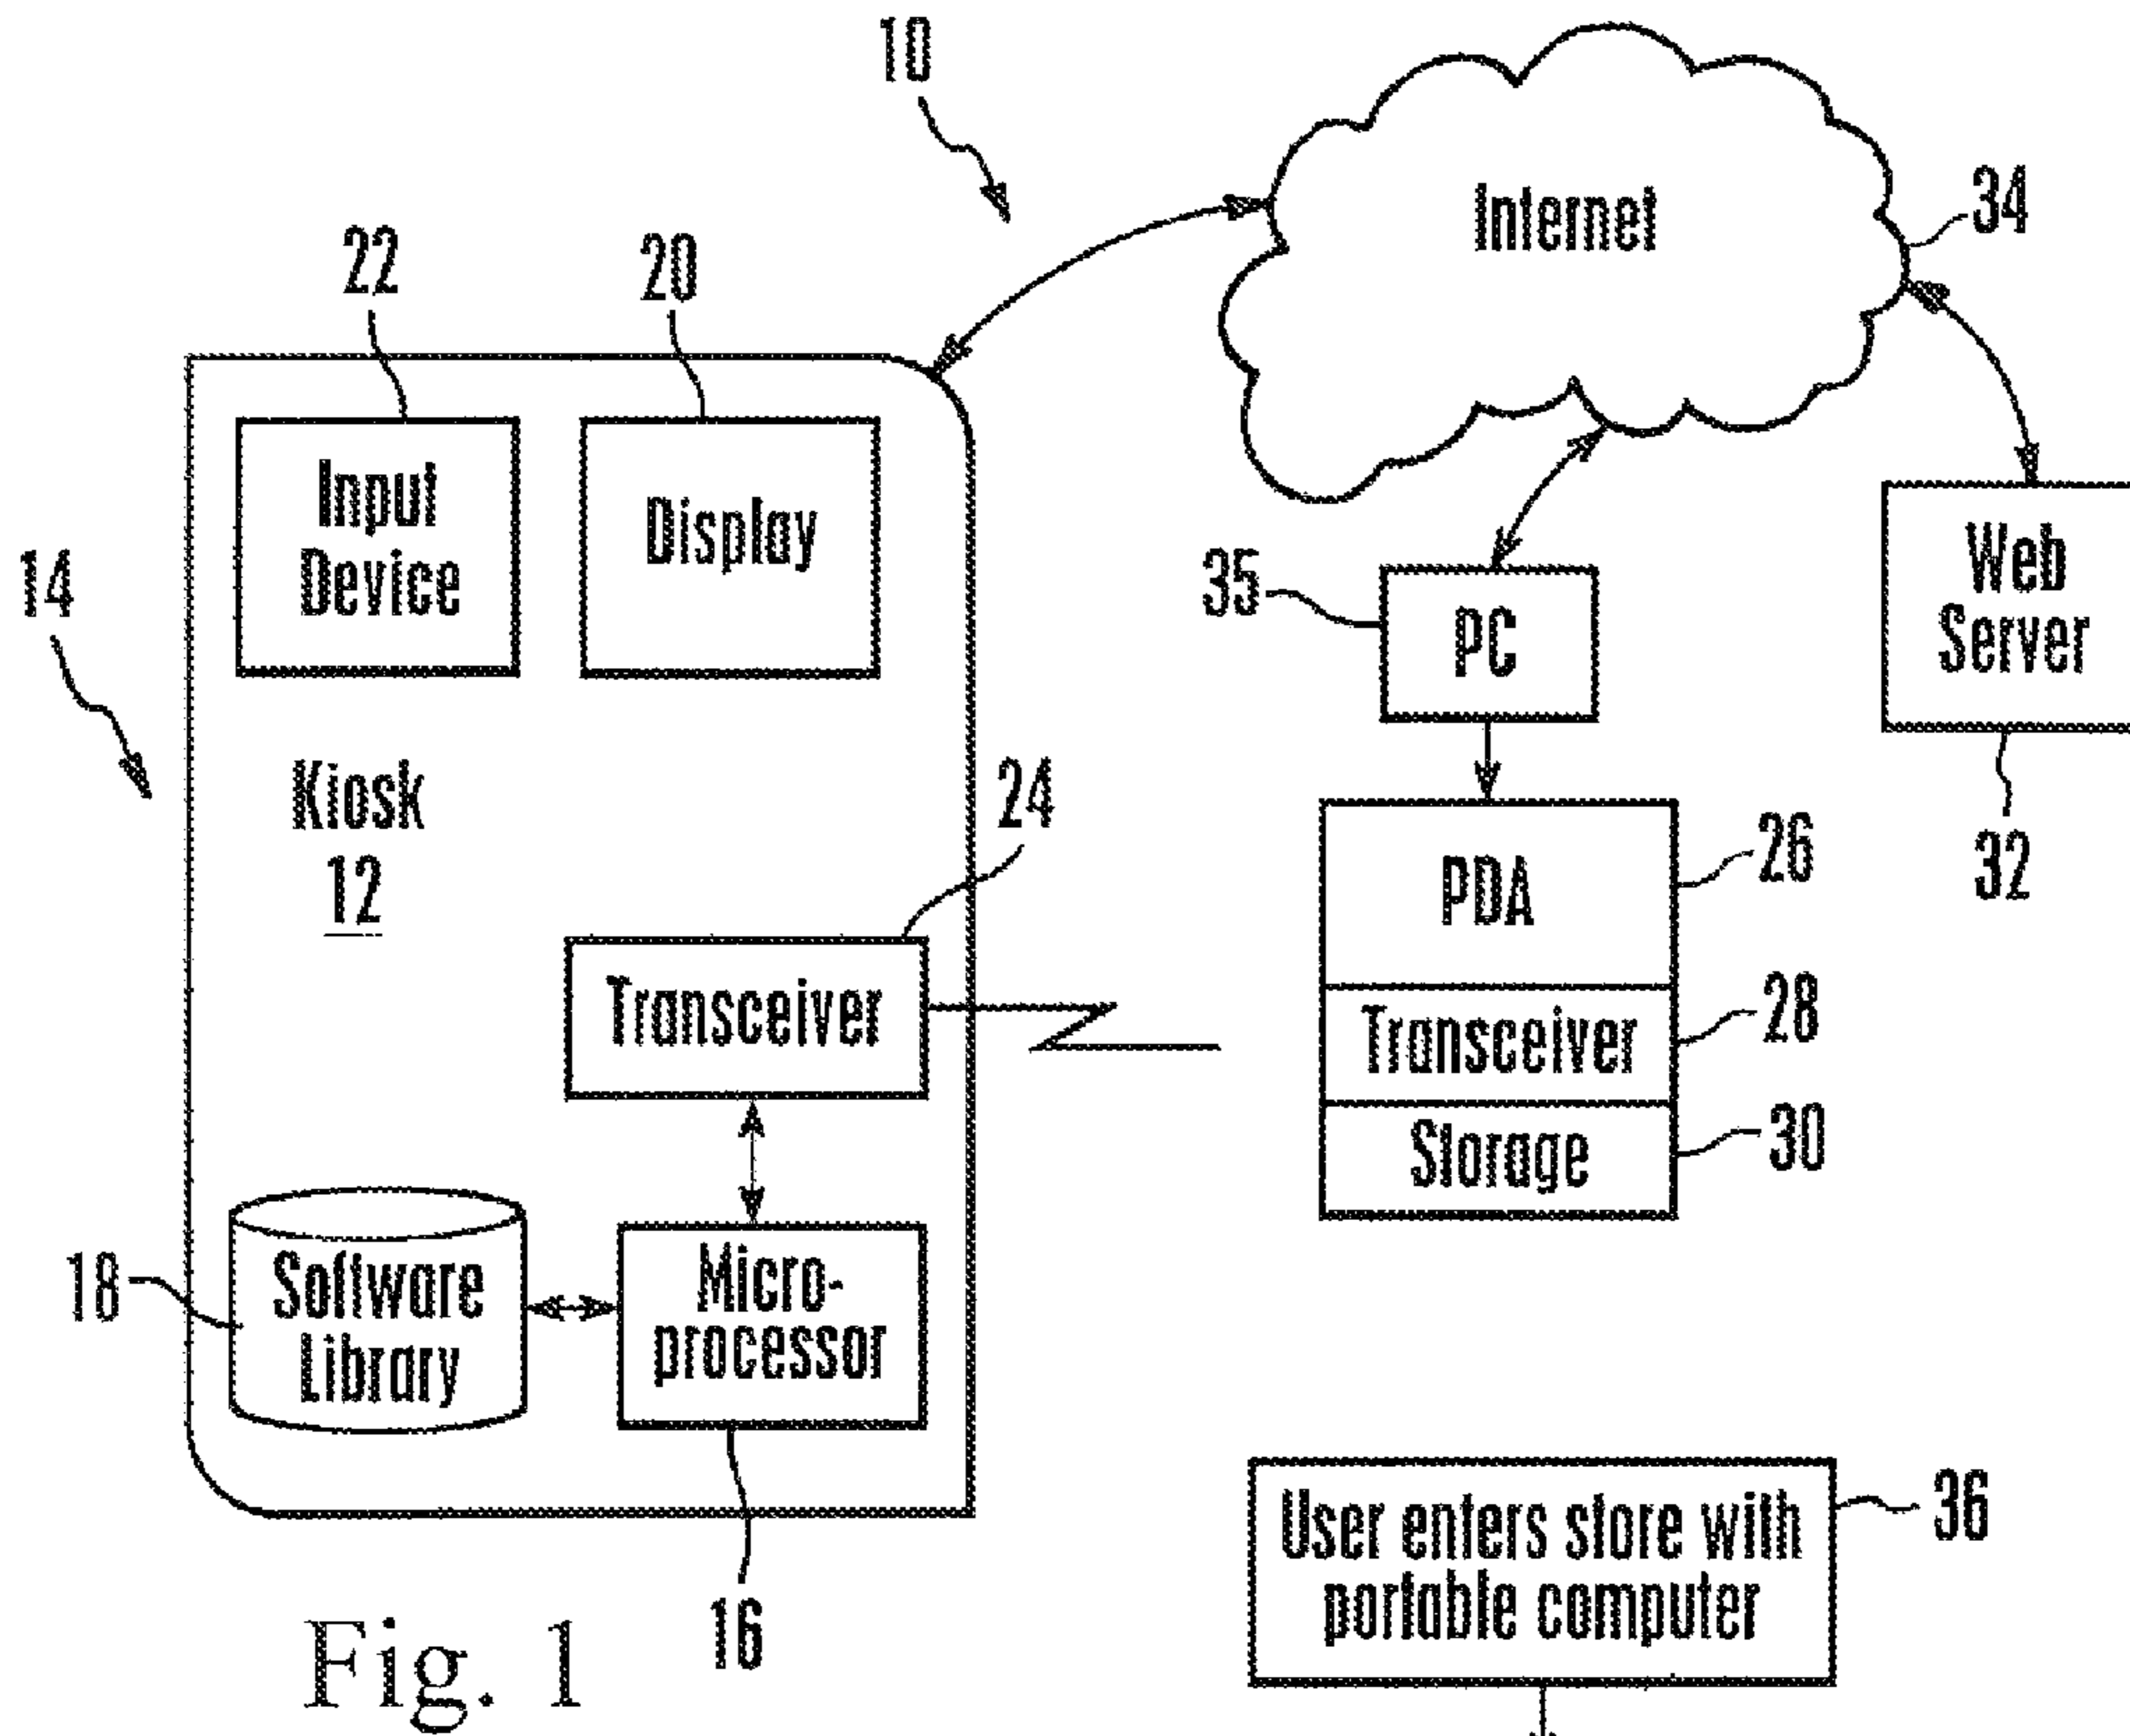 10
Internet
34
22
20
Input
Device
Display
14
35
PC
Web
Server
32
Kiosk
12
24
PDA
26
Transceiver
Transceiver
28
Storage
30
18
Software
Library
Micro-
processor
16
User enters store with
portable computer
36
Fig. 1